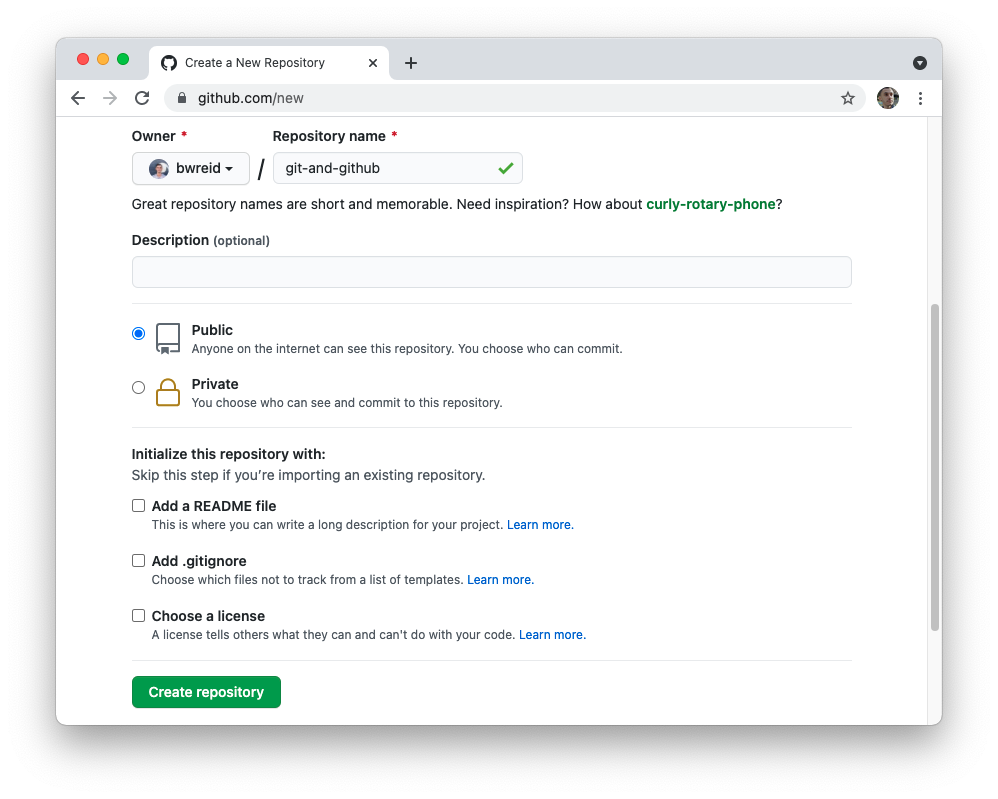 Create a New Repository
github.com/new
Owner * Repository name *
bwreid / git-and-github
Great repository names are short and memorable. Need inspiration? How about curly-rotary-phone?
Description (optional)
Public
Anyone on the internet can see this repository. You choose who can commit.
Private
You choose who can see and commit to this repository.
Initialize this repository with:
Skip this step if you’re importing an existing repository.
Add a README file
This is where you can write a long description for your project. Learn more.
Add .gitignore
Choose which files not to track from a list of templates. Learn more.
Choose a license
A license tells others what they can and can't do with your code. Learn more.
Create repository